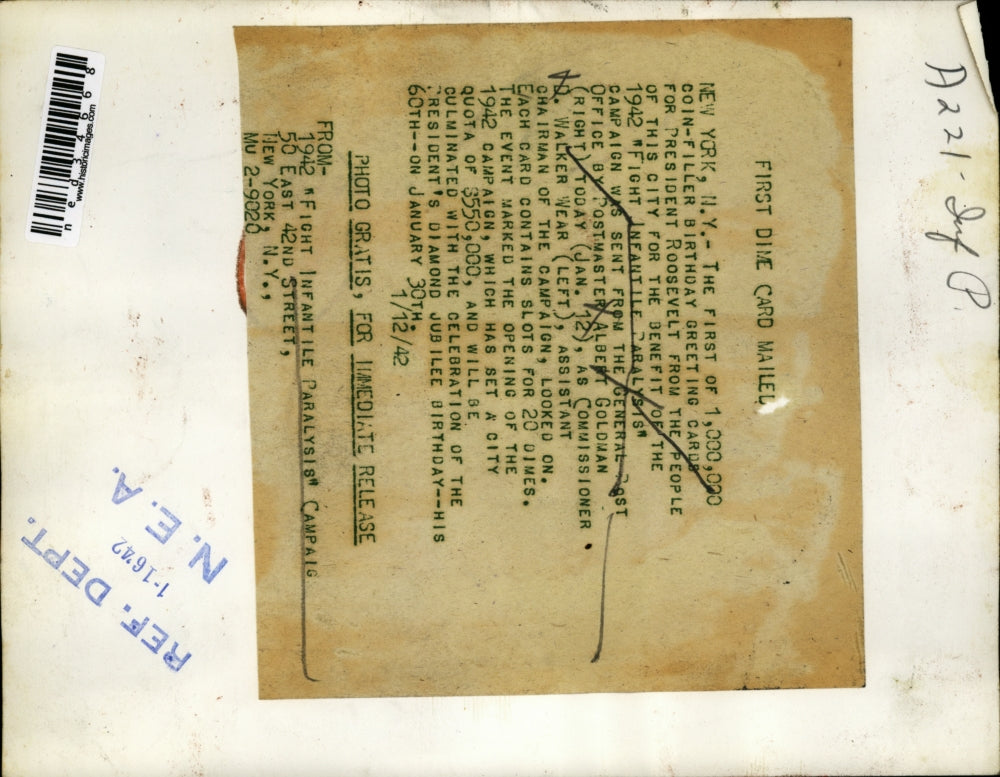 FIRST DIME CARD MAILED
NEW YORK, N.Y.- THE FIRST OF 1,000,000
COIN-FILLER BIRTHDAY GREETING CARDS
FOR PRESIDENT ROOSEVELT FROM THE PEOPLE
OF THIS CITY FOR THE BENEFIT OF THE
1942 "FIGHT INFANTILE PARALYSIS"
CAMPAIGN WAS SENT FROM THE GENERAL POST
OFFICE BY POSTMASTER ALBERT GOLDMAN
(RIGHT) TODAY (JAN. 12), AS COMMISSIONER
D. WALKER WEAR (LEFT), ASSISTANT
CHAIRMAN OF THE CAMPAIGN, LOOKED ON.
EACH CARD CONTAINS SLOTS FOR 20 DIMES.
THE EVENT MARKED THE OPENING OF THE
1942 CAMPAIGN, WHICH HAS SET A CITY
QUOTA OF $550,000, AND WILL BE
CULMINATED WITH THE CELEBRATION OF THE
PRESIDENT'S DIAMOND JUBILEE BIRTHDAY--HIS
60TH--ON JANUARY 30TH.
1/12/42
PHOTO GRATIS, FOR IMMEDIATE RELEASE
FROM-
1942 "FIGHT INFANTILE PARALYSIS" CAMPAIG
50 EAST 42ND STREET,
NEW YORK, N.Y.,
MU 2-9020
A221-Inf P.
www.historicimages.com
ned34668
REF. DEPT.
1-16'42
N. E. A.